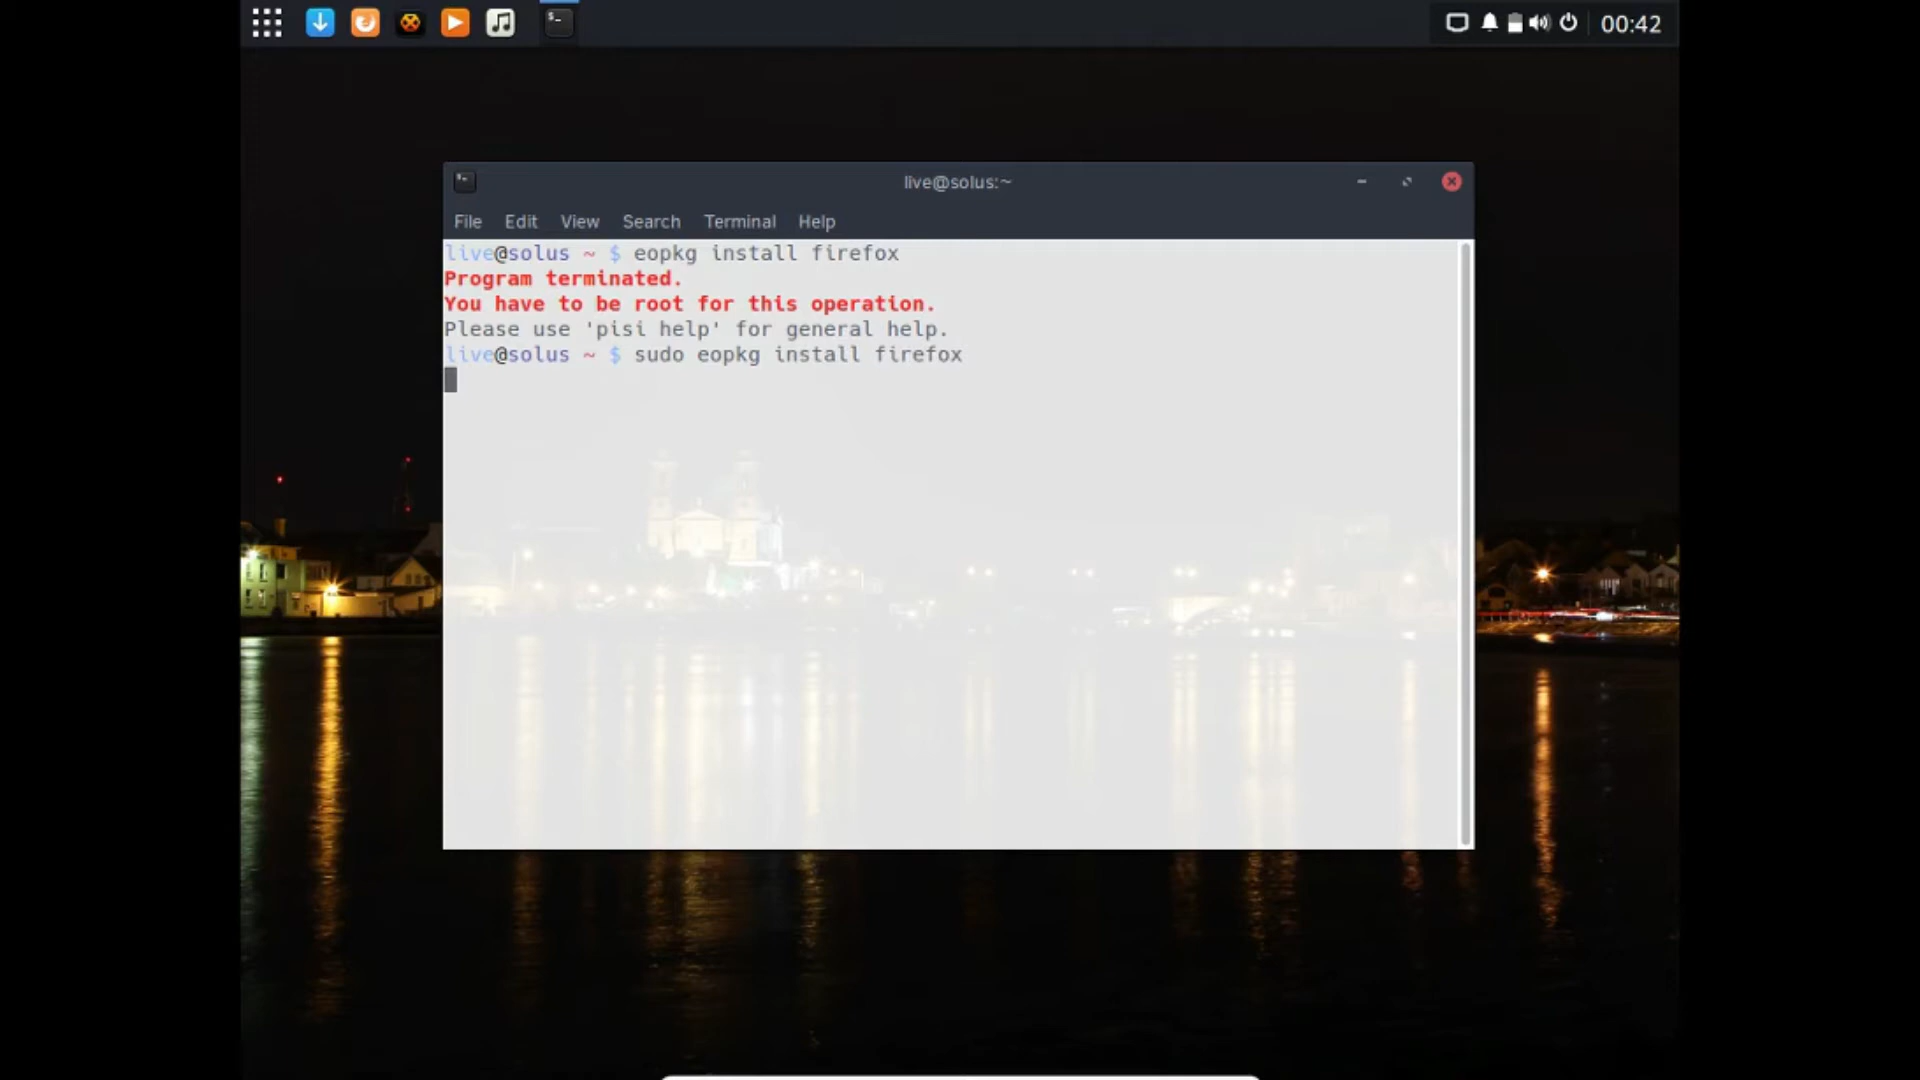 00:42
live@solus:~
File Edit View Search Terminal Help
live@solus ~ $ eopkg install firefox
Program terminated.
You have to be root for this operation.
Please use 'pisi help' for general help.
live@solus ~ $ sudo eopkg install firefox